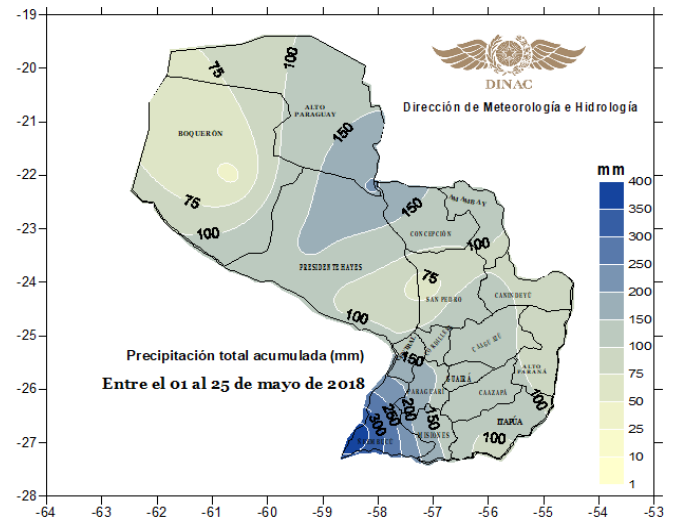 -19
-20
-21
-22
-23
-24
-25
-26
-27
-28
-64 -63 -62 -61 -60 -59 -58 -57 -56 -55 -54 -53
DINAC
Dirección de Meteorología e Hidrología
mm
400
350
300
250
200
150
100
75
50
25
10
1
75
100
ALTO
PARAGUAY
150
BOQUERÓN
75
100
150
AMAMBAY
CONCEPCIÓN
100
PRESIDENTE HAYES
75
SAN PEDRO
CANINDEYÚ
100
CAAGUAZÚ
150
ALTO
PARANÁ
PARAGUARÍ
GUAIRÁ
CAAZAPÁ
100
300
250
200
150
MISIONES
ITAPÚA
100
Precipitación total acumulada (mm)
Entre el 01 al 25 de mayo de 2018